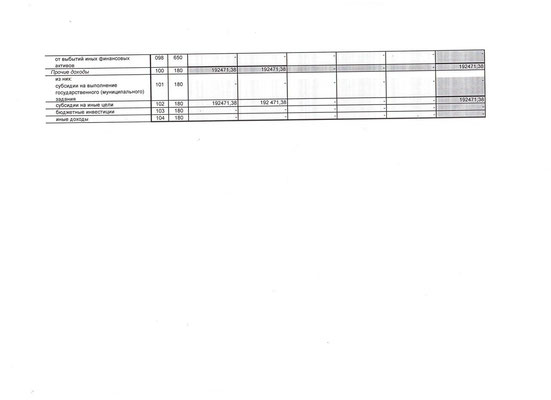 от выбытий иных финансовых
активов 098 650 - - - - - -
Прочие доходы 100 180 192471,38 192471,38 - - - 192471,38
из них:
субсидии на выполнение
государственного (муниципального)
задания 101 180 - - - - -
субсидии на иные цели 102 180 192471,38 192 471,38 - - - 192471,38
бюджетные инвестиции 103 180 - - - - - -
иные доходы 104 180 - - - - - -